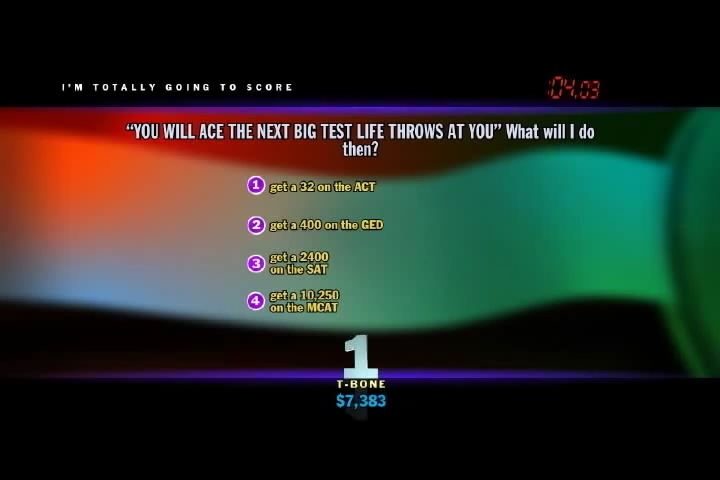 I'M TOTALLY GOING TO SCORE
04.03
"YOU WILL ACE THE NEXT BIG TEST LIFE THROWS AT YOU" What will I do
then?
1 get a 32 on the ACT
2 get a 400 on the GED
3 get a 2400
on the SAT
4 get a 10,250
on the MCAT
1
T-BONE
$7,383